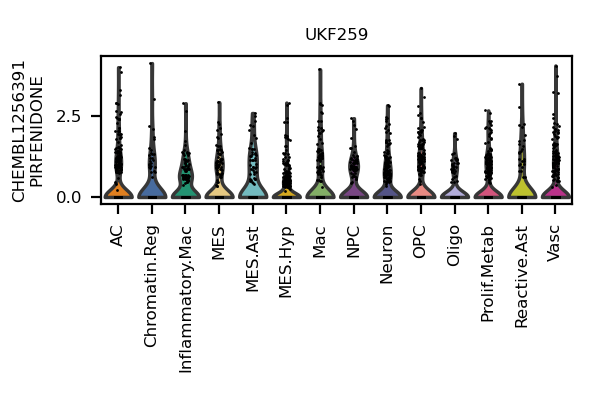 UKF259
CHEMBL1256391
PIRFENIDONE
2.5
0.0
AC
Chromatin.Reg
Inflammatory.Mac
MES
MES.Ast
MES.Hyp
Mac
NPC
Neuron
OPC
Oligo
Prolif.Metab
Reactive.Ast
Vasc